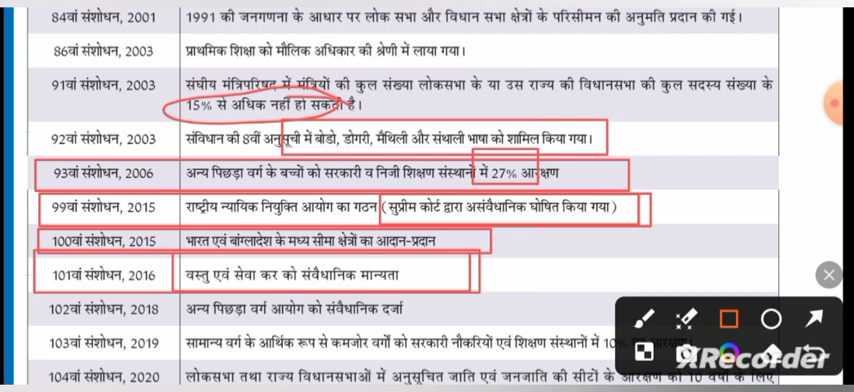 84वां संशोधन, 2001 1991 की जनगणना के आधार पर लोक सभा और विधान सभा क्षेत्रों के परिसीमन की अनुमति प्रदान की गई।
86वां संशोधन, 2003 प्राथमिक शिक्षा को मौलिक अधिकार की श्रेणी में लाया गया।
91वां संशोधन, 2003 संघीय मंत्रिपरिषद में मंत्रियों की कुल संख्या लोकसभा के या उस राज्य की विधानसभा की कुल सदस्य संख्या के
15% से अधिक नहीं हो सकती है।
92वां संशोधन, 2003 संविधान की 8वीं अनुसूची में बोडो, डोगरी, मैथिली और संथाली भाषा को शामिल किया गया।
93वां संशोधन, 2006 अन्य पिछड़ा वर्ग के बच्चों को सरकारी व निजी शिक्षण संस्थानों में 27% आरक्षण
99वां संशोधन, 2015 राष्ट्रीय न्यायिक नियुक्ति आयोग का गठन (सुप्रीम कोर्ट द्वारा असंवैधानिक घोषित किया गया)
100वां संशोधन, 2015 भारत एवं बांग्लादेश के मध्य सीमा क्षेत्रों का आदान-प्रदान
101वां संशोधन, 2016 वस्तु एवं सेवा कर को संवैधानिक मान्यता
102वां संशोधन, 2018 अन्य पिछड़ा वर्ग आयोग को संवैधानिक दर्जा
103वां संशोधन, 2019 सामान्य वर्ग के आर्थिक रूप से कमजोर वर्गों को सरकारी नौकरियों एवं शिक्षण संस्थानों में 10%
104वां संशोधन, 2020 लोकसभा तथा राज्य विधानसभाओं में अनुसूचित जाति एवं जनजाति की सीटों के आरक्षण को 10 वर्षों के लिए
XRecorder